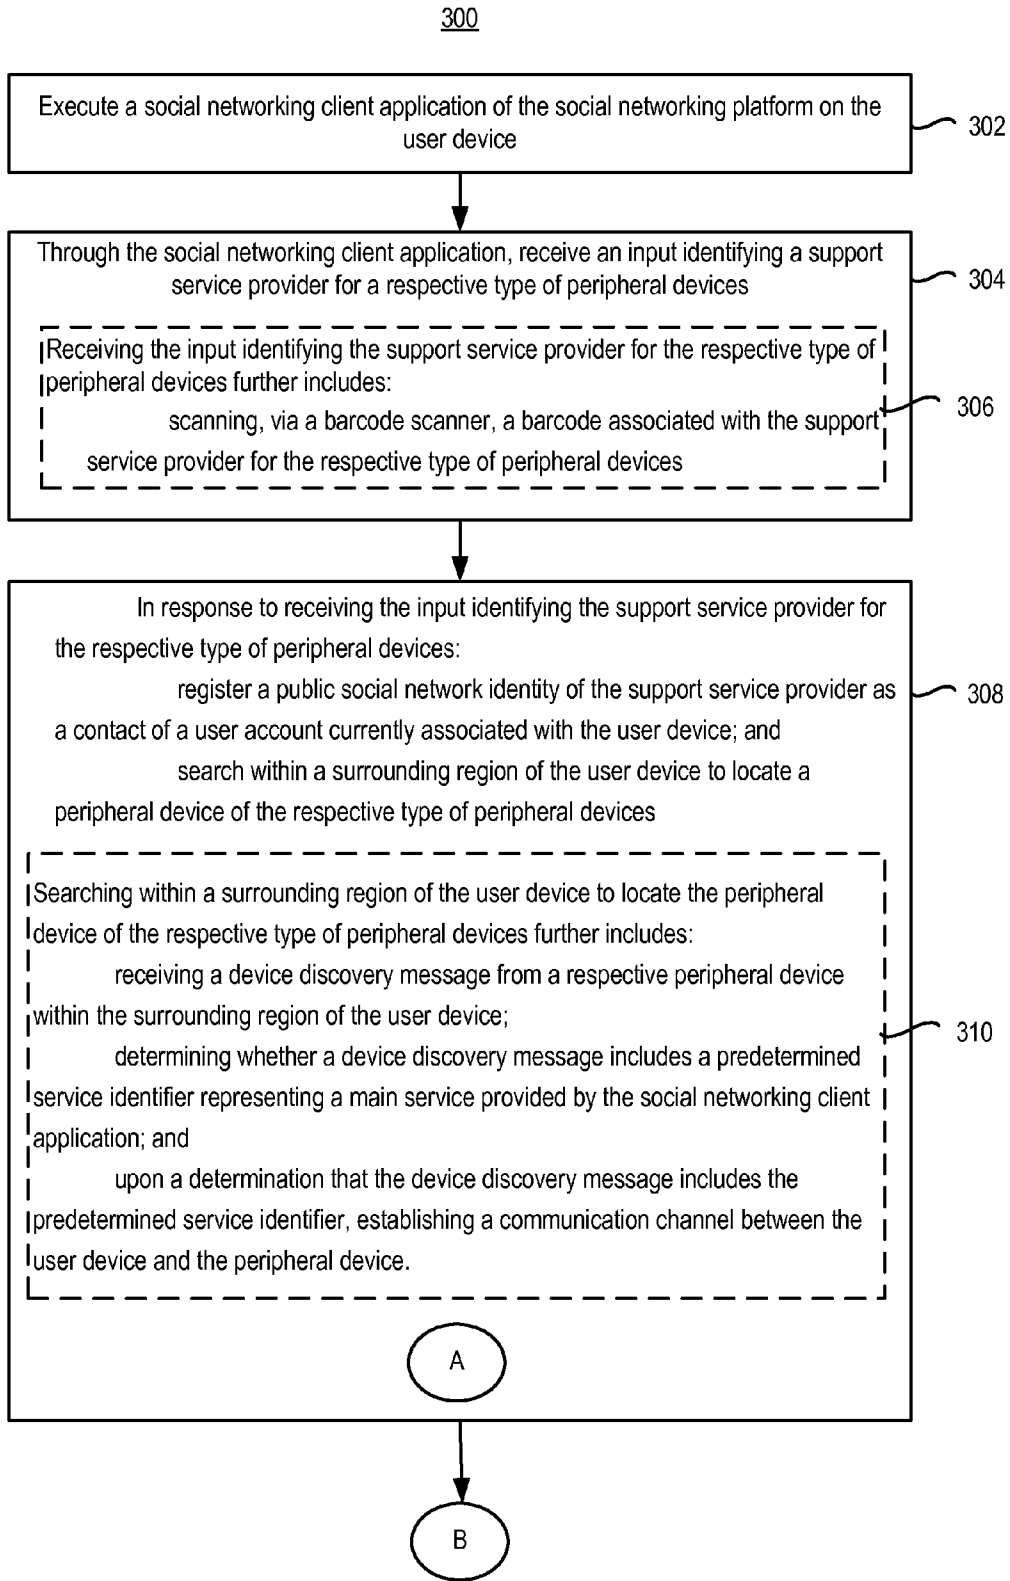 300
Execute a social networking client application of the social networking platform on the
user device
302
Through the social networking client application, receive an input identifying a support
service provider for a respective type of peripheral devices
304
Receiving the input identifying the support service provider for the respective type of
peripheral devices further includes:
scanning, via a barcode scanner, a barcode associated with the support
service provider for the respective type of peripheral devices
306
In response to receiving the input identifying the support service provider for
the respective type of peripheral devices:
register a public social network identity of the support service provider as
a contact of a user account currently associated with the user device; and
search within a surrounding region of the user device to locate a
peripheral device of the respective type of peripheral devices
308
Searching within a surrounding region of the user device to locate the peripheral
device of the respective type of peripheral devices further includes:
receiving a device discovery message from a respective peripheral device
within the surrounding region of the user device;
determining whether a device discovery message includes a predetermined
service identifier representing a main service provided by the social networking client
application; and
upon a determination that the device discovery message includes the
predetermined service identifier, establishing a communication channel between the
user device and the peripheral device.
310
A
B